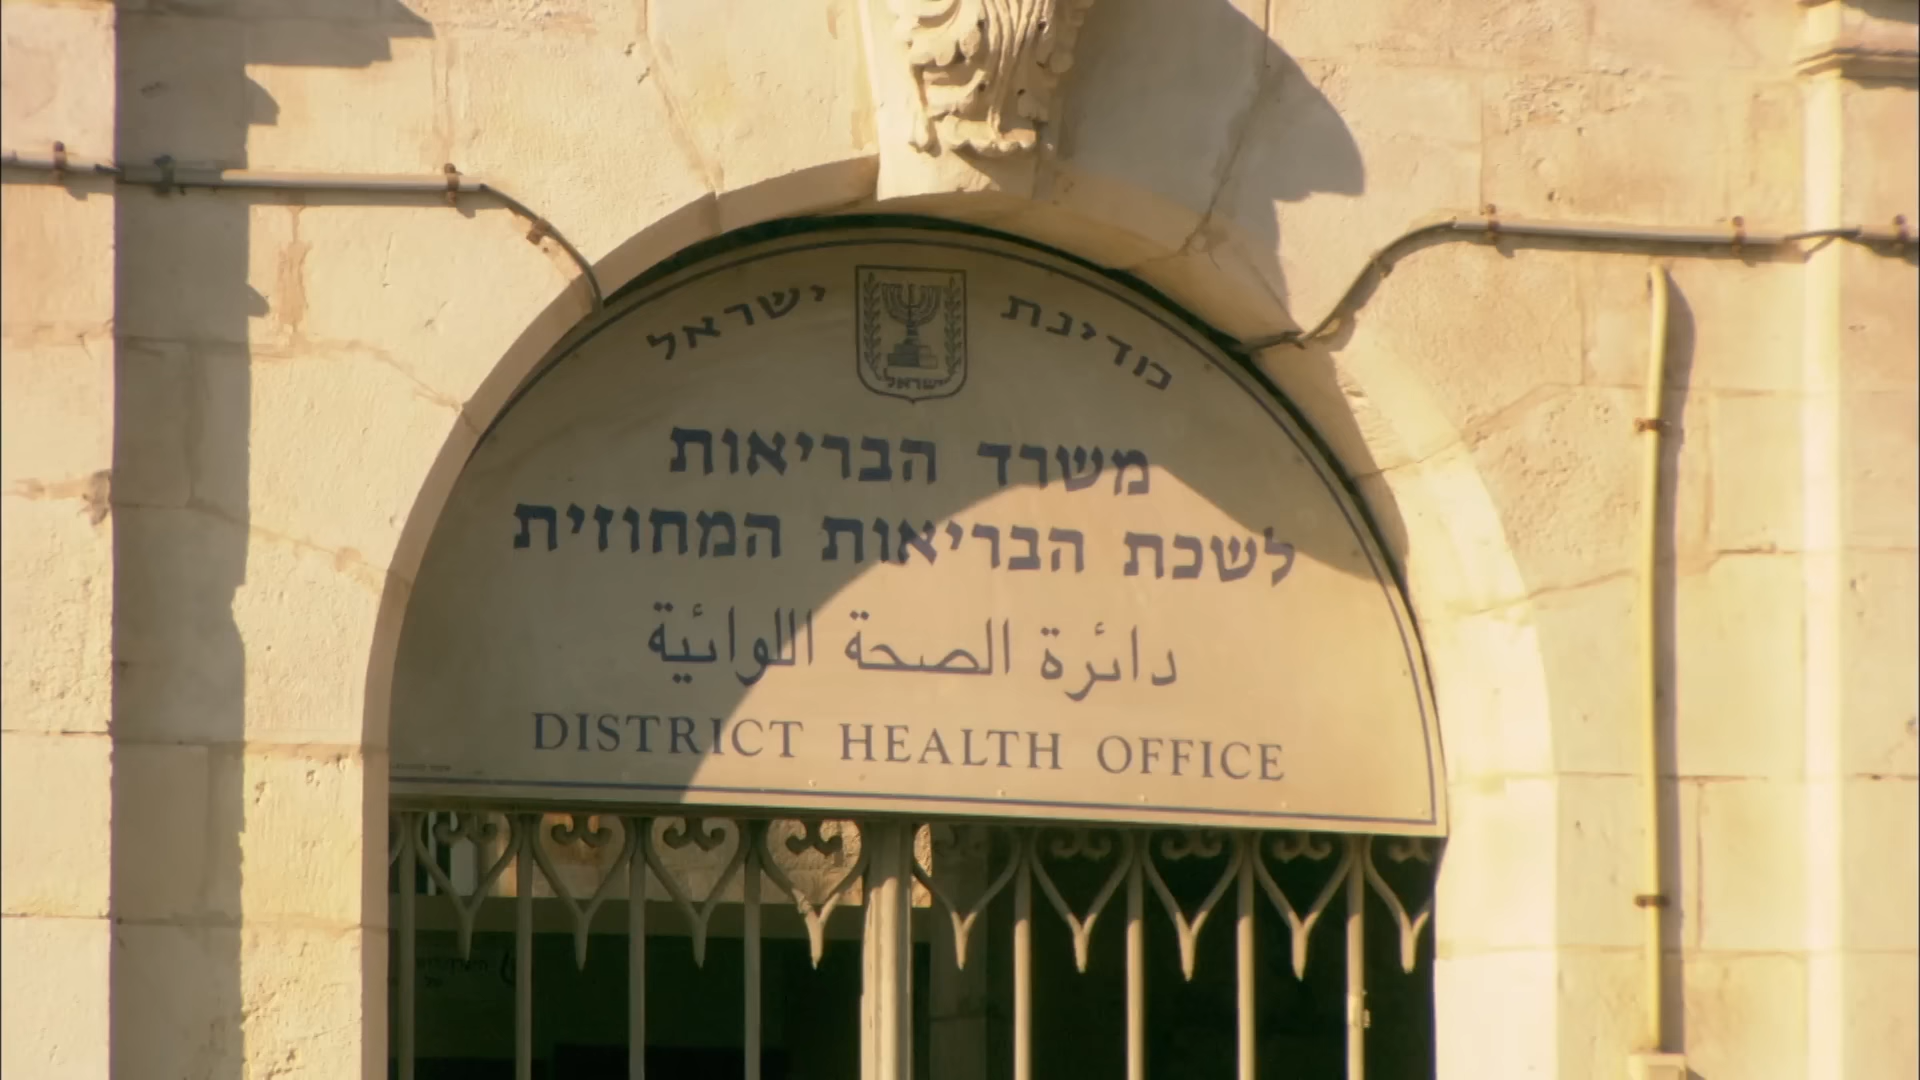 מדינת ישראל
ישראל
משרד הבריאות
לשכת הבריאות המחוזית
دائرة الصحة اللوائية
DISTRICT HEALTH OFFICE